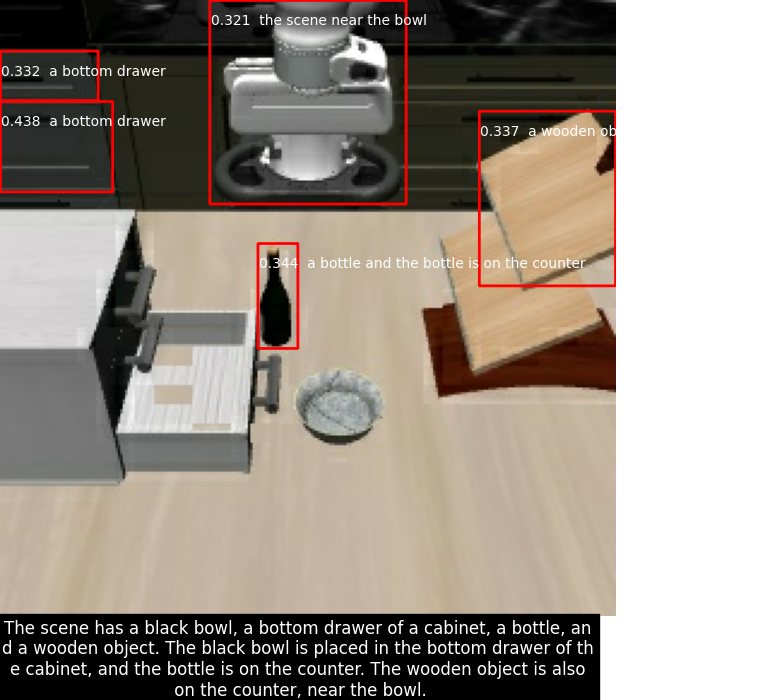 0.321 the scene near the bowl
0.332 a bottom drawer
0.438 a bottom drawer
0.337 a wooden ob
0.344 a bottle and the bottle is on the counter
The scene has a black bowl, a bottom drawer of a cabinet, a bottle, an
d a wooden object. The black bowl is placed in the bottom drawer of th
e cabinet, and the bottle is on the counter. The wooden object is also
on the counter, near the bowl.